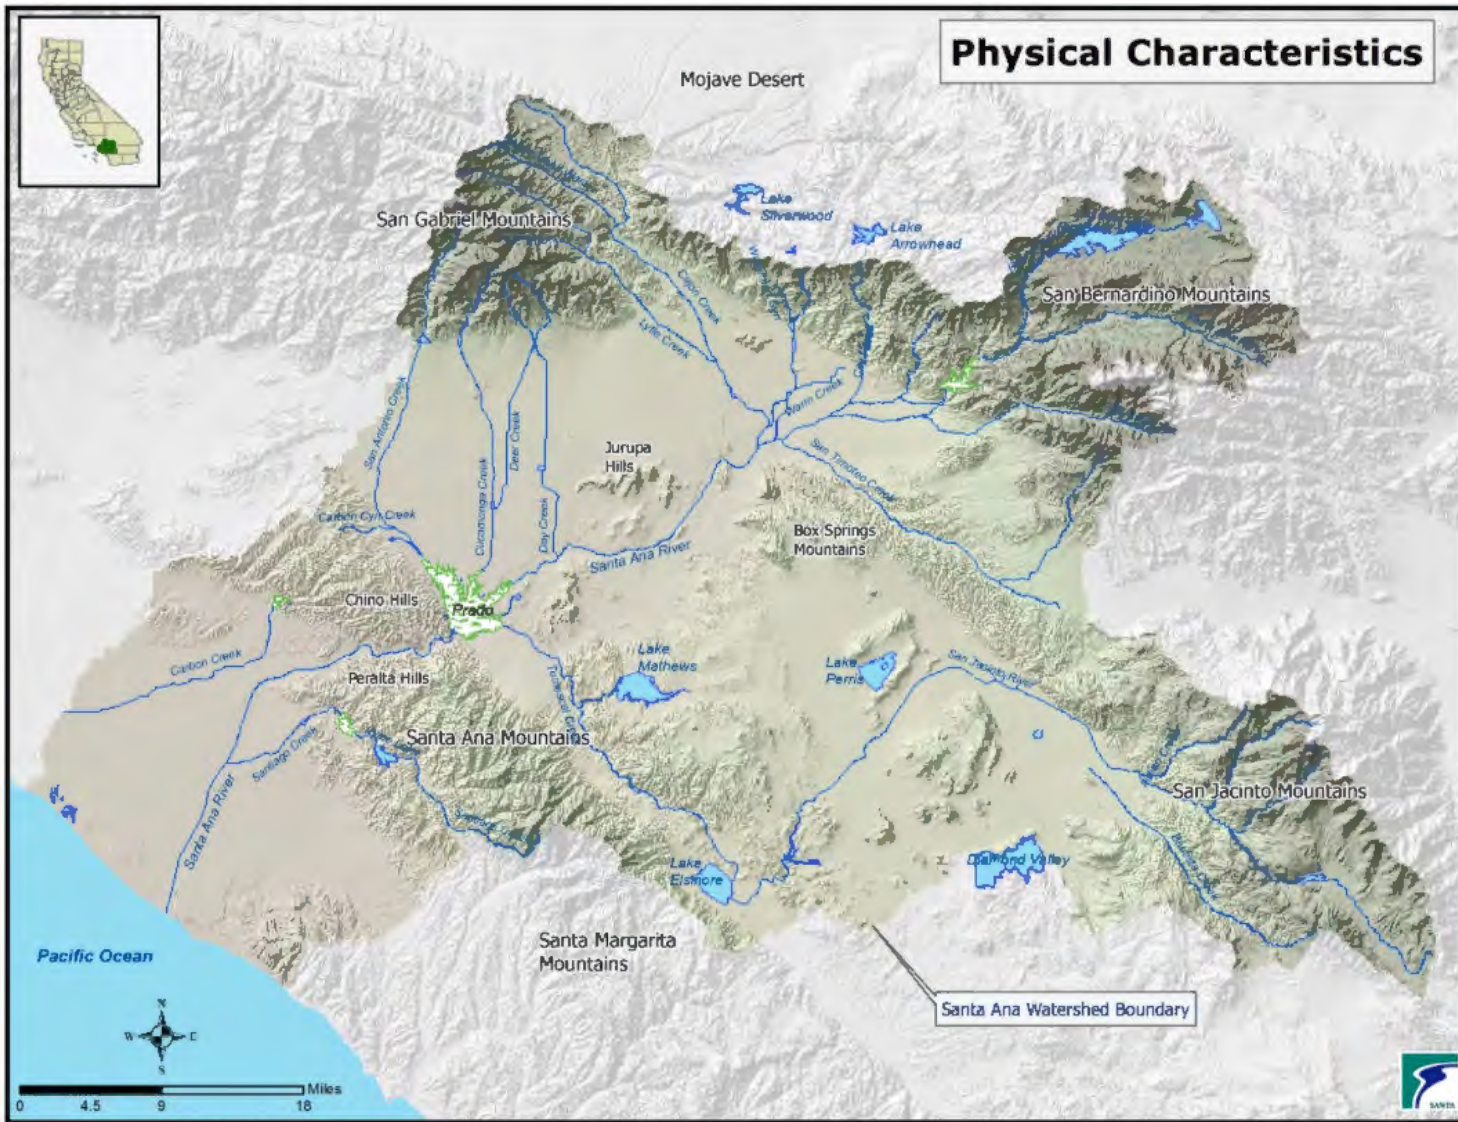 Physical Characteristics
Mojave Desert
Lake
Silverwood
Lake
Arrowhead
San Gabriel Mountains
San Bernardino Mountains
Cajon Creek
Lytle Creek
Warm Creek
San Antonio Creek
Deer Creek
Cucamonga Creek
Day Creek
Jurupa
Hills
San Timoteo Creek
Carbon Cyn Creek
Box Springs
Mountains
Santa Ana River
Chino Hills
Prado
Carbon Creek
Lake
Mathews
Lake
Perris
San Jacinto River
Peralta Hills
Temescal
Santa Ana Mountains
Santiago Creek
San Jacinto Mountains
Santa Ana River
Lake
Elsinore
Diamond Valley
Santa Margarita
Mountains
Pacific Ocean
Santa Ana Watershed Boundary
N
W E
S
Miles
0 4.5 9 18
SANTA